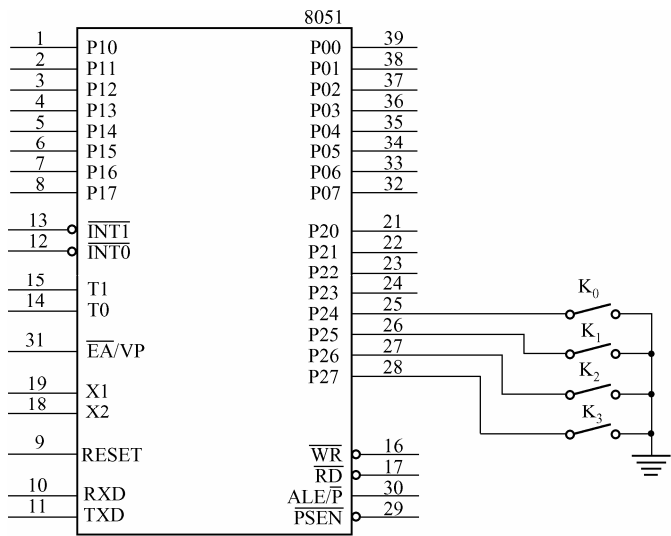 8051
1 P10 P00 39
2 P11 P01 38
3 P12 P02 37
4 P13 P03 36
5 P14 P04 35
6 P15 P05 34
7 P16 P06 33
8 P17 P07 32
13 INT1 P20 21
12 INT0 P21 22
P22 23
15 T1 P23 24
14 T0 P24 25 K0
P25 26 K1
31 EA/VP P26 27 K2
P27 28 K3
19 X1
18 X2
9 RESET WR 16
RD 17
10 RXD ALE/P 30
11 TXD PSEN 29